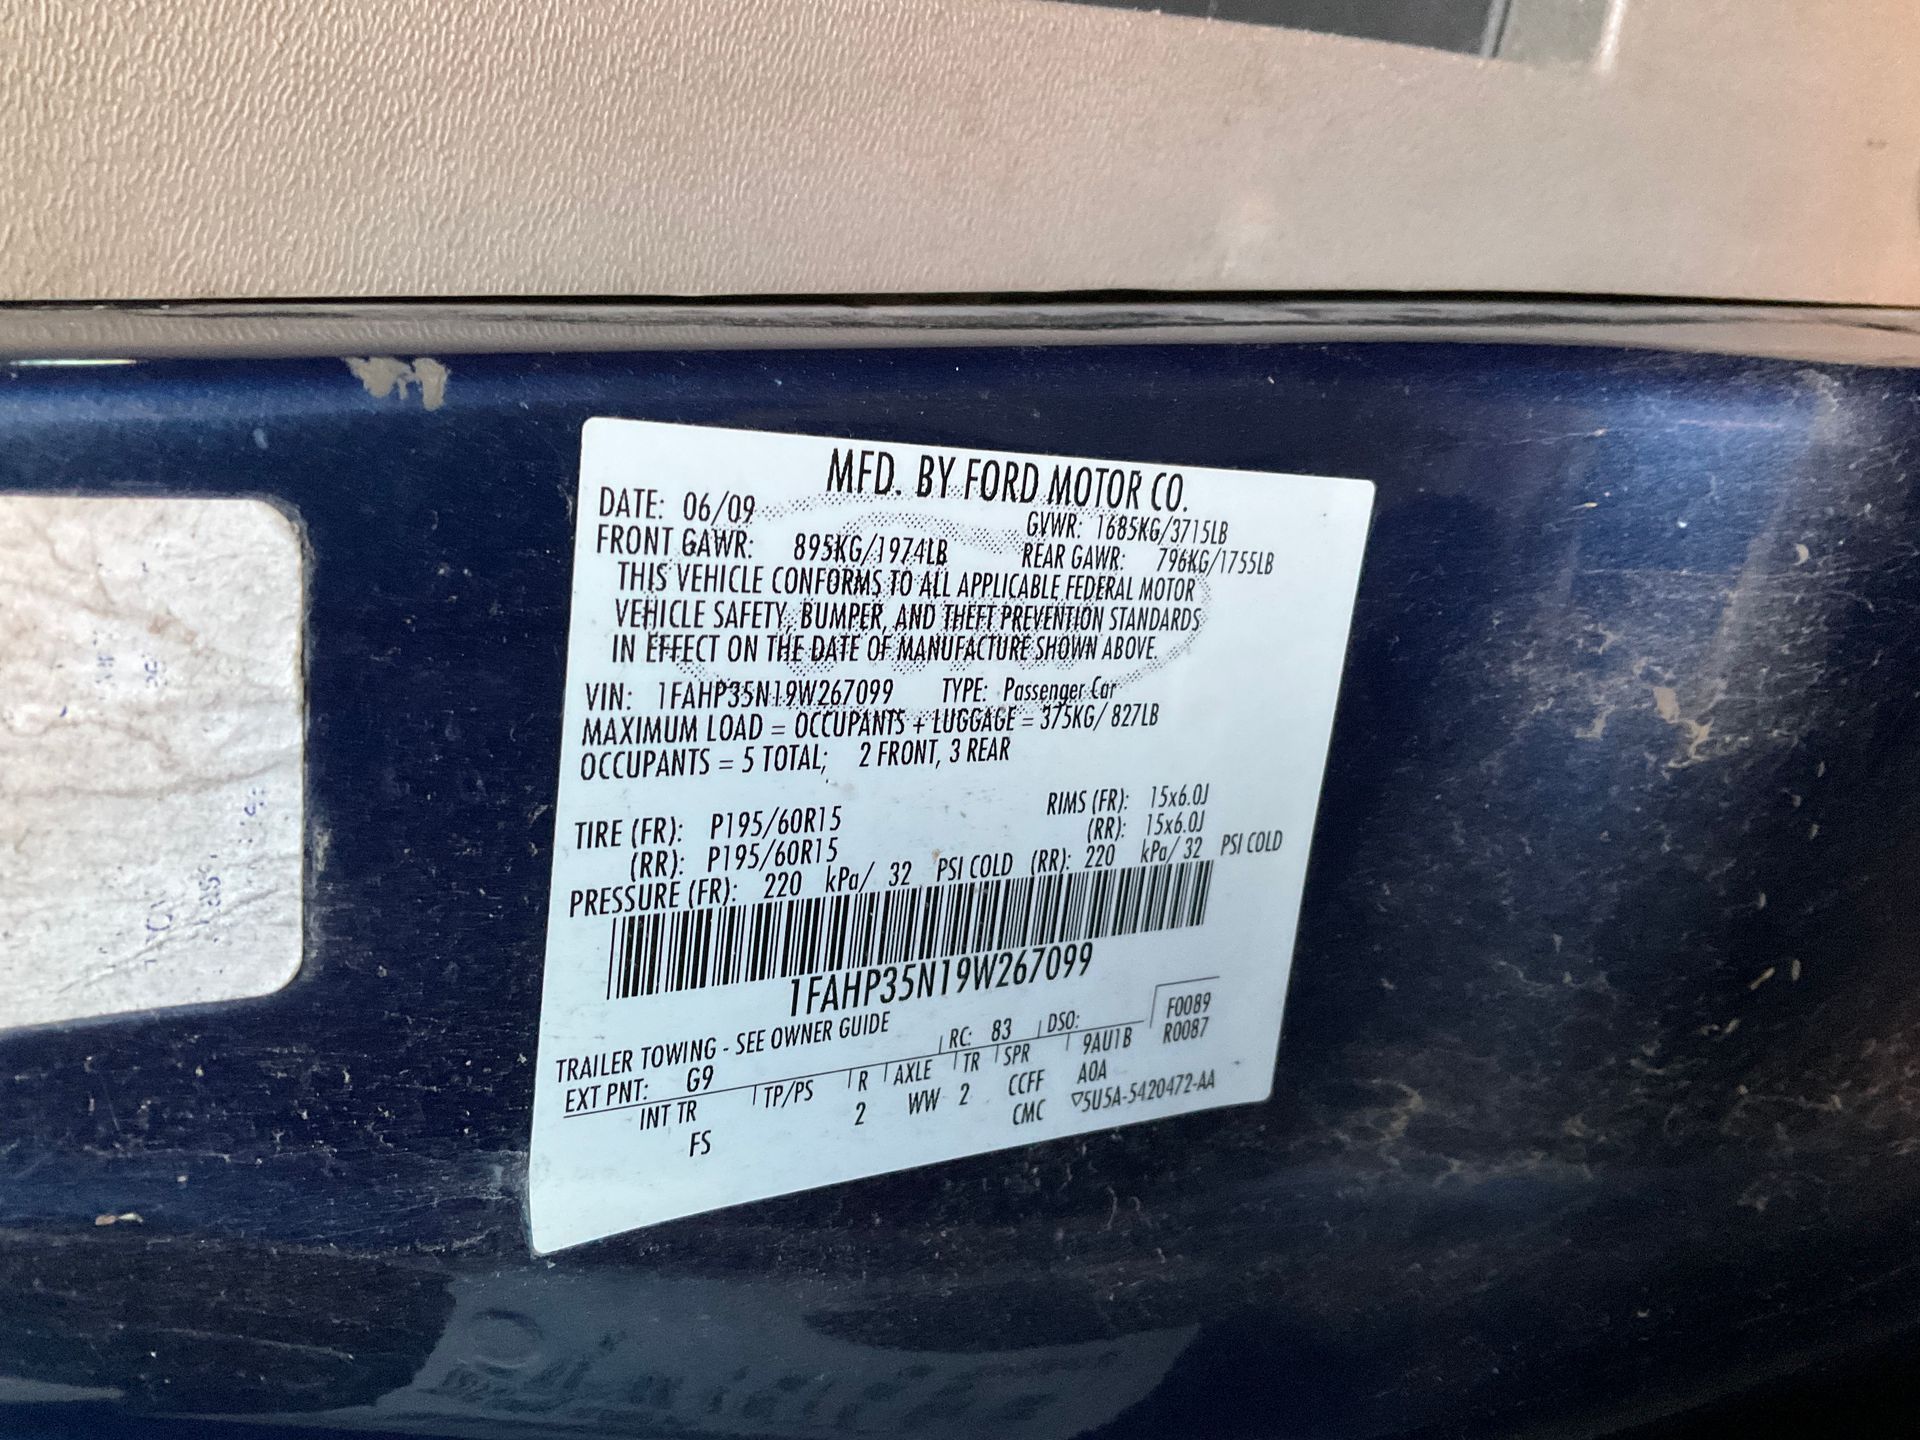 MFD. BY FORD MOTOR CO.
DATE: 06/09 GVWR: 1685KG/3715LB
FRONT GAWR: 895KG/1974LB REAR GAWR: 796KG/1755LB
THIS VEHICLE CONFORMS TO ALL APPLICABLE FEDERAL MOTOR
VEHICLE SAFETY, BUMPER, AND THEFT PREVENTION STANDARDS
IN EFFECT ON THE DATE OF MANUFACTURE SHOWN ABOVE.
VIN: 1FAHP35N19W267099 TYPE: Passenger Car
MAXIMUM LOAD = OCCUPANTS + LUGGAGE = 375KG/ 827LB
OCCUPANTS = 5 TOTAL; 2 FRONT, 3 REAR
TIRE (FR): P195/60R15 RIMS (FR): 15x6.0J
(RR): P195/60R15 (RR): 15x6.0J
PRESSURE (FR): 220 kPa/ 32 PSI COLD (RR): 220 kPa/ 32 PSI COLD
1FAHP35N19W267099
TRAILER TOWING - SEE OWNER GUIDE F0089
EXT PNT: G9 RC: 83 DSO: R0087
INT TR TP/PS R AXLE TR SPR 9AU1B
FS 2 WW 2 CCFF AOA
CMC ▽5U5A-5420472-AA